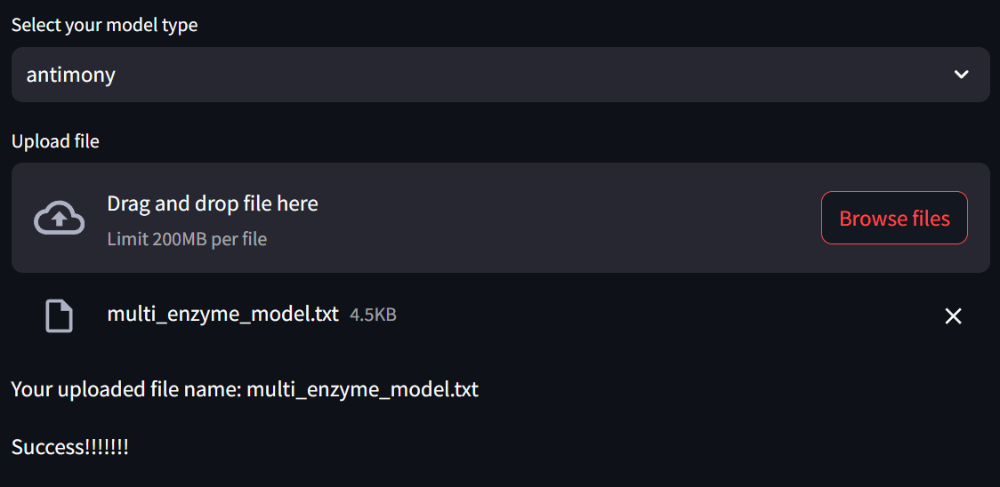 Select your model type
antimony
Upload file
Drag and drop file here
Limit 200MB per file
Browse files
multi_enzyme_model.txt 4.5KB
Your uploaded file name: multi_enzyme_model.txt
Success!!!!!!!